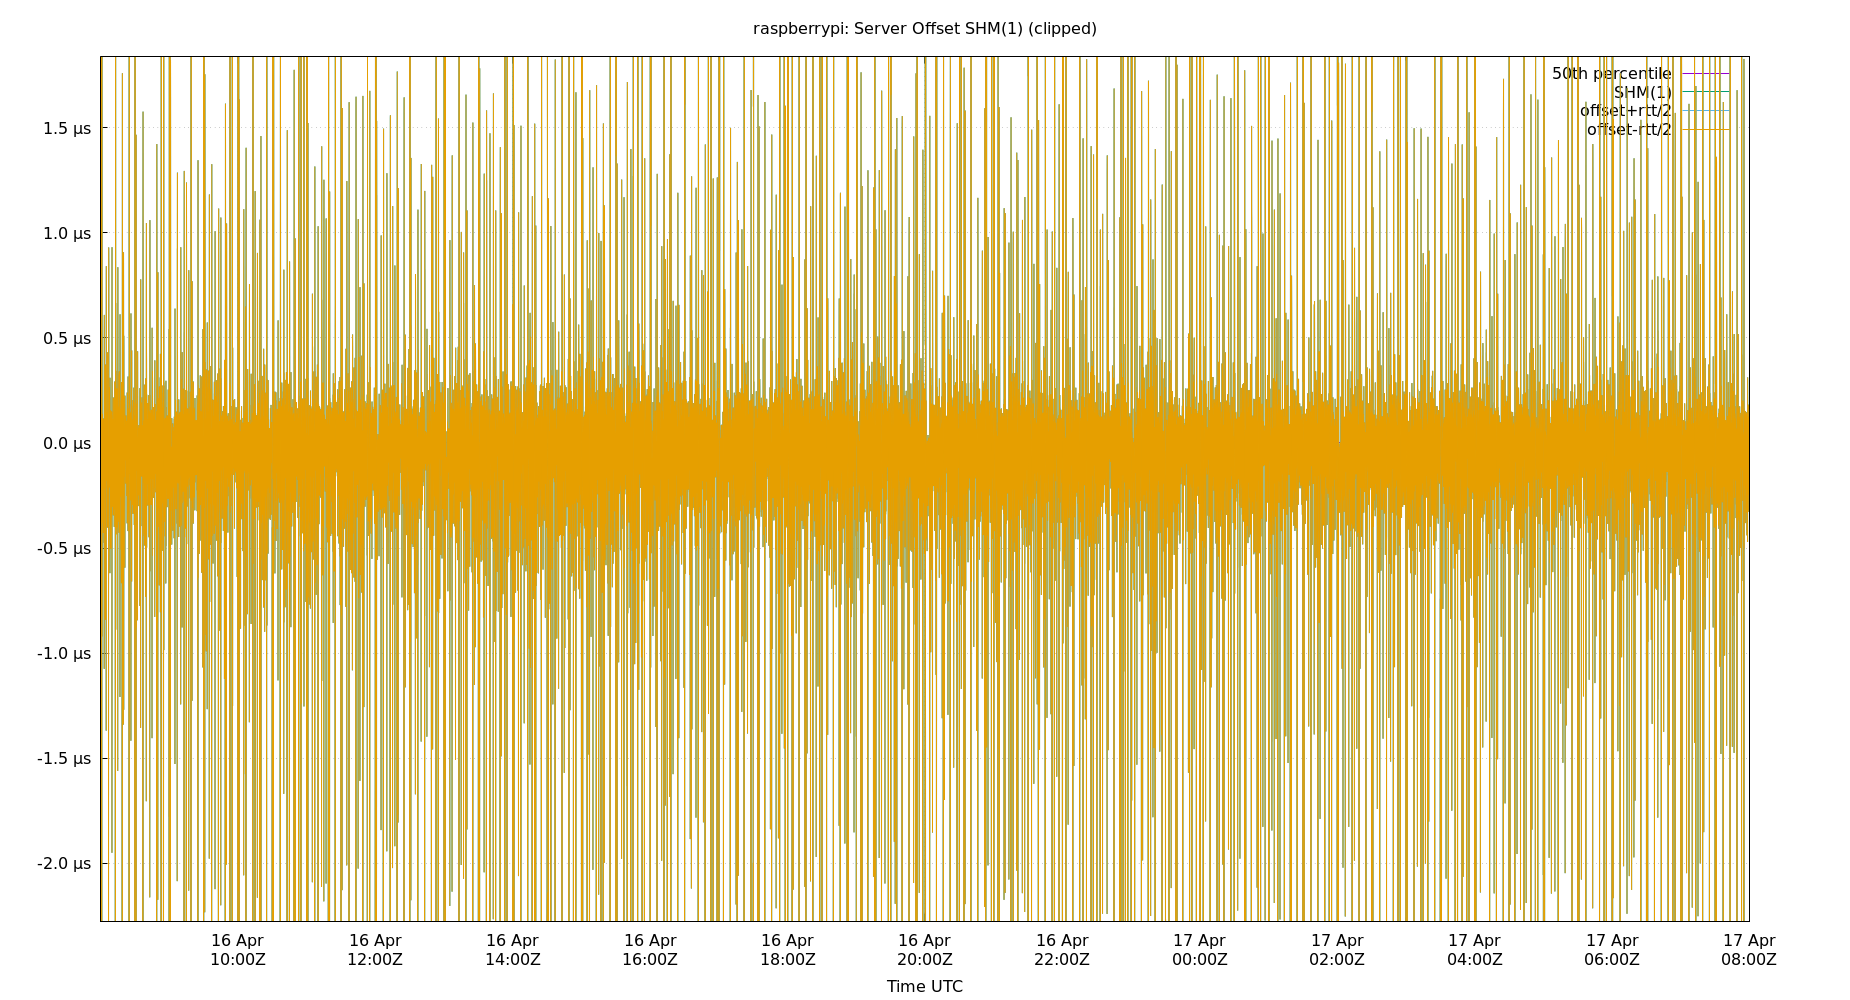 raspberrypi: Server Offset SHM(1) (clipped)
50th percentile
SHM(1)
offset+rtt/2
offset-rtt/2
1.5 µs
1.0 µs
0.5 µs
0.0 µs
-0.5 µs
-1.0 µs
-1.5 µs
-2.0 µs
16 Apr 16 Apr 16 Apr 16 Apr 16 Apr 16 Apr 16 Apr 17 Apr 17 Apr 17 Apr 17 Apr 17 Apr
10:00Z 12:00Z 14:00Z 16:00Z 18:00Z 20:00Z 22:00Z 00:00Z 02:00Z 04:00Z 06:00Z 08:00Z
Time UTC